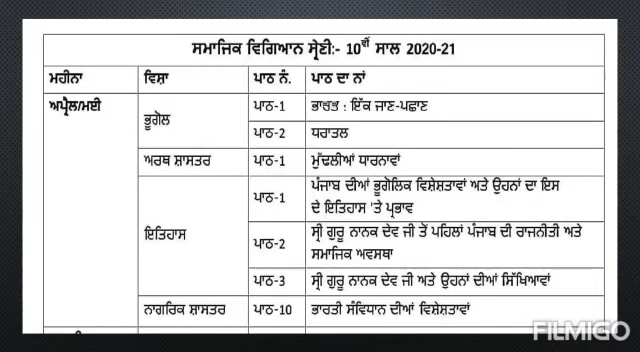 ਸਮਾਜਿਕ ਵਿਗਿਆਨ ਸ਼੍ਰੇਣੀ:- 10ਵੀਂ ਸਾਲ 2020-21
ਮਹੀਨਾ ਵਿਸ਼ਾ ਪਾਠ ਨੰ. ਪਾਠ ਦਾ ਨਾਂ
ਅਪ੍ਰੈਲ/ਮਈ ਭੂਗੋਲ ਪਾਠ-1 ਭਾਰਤ : ਇੱਕ ਜਾਣ-ਪਛਾਣ
ਪਾਠ-2 ਧਰਾਤਲ
ਅਰਥ ਸ਼ਾਸਤਰ ਪਾਠ-1 ਮੁੱਢਲੀਆਂ ਧਾਰਨਾਵਾਂ
ਇਤਿਹਾਸ ਪਾਠ-1 ਪੰਜਾਬ ਦੀਆਂ ਭੂਗੋਲਿਕ ਵਿਸ਼ੇਸ਼ਤਾਵਾਂ ਅਤੇ ਉਹਨਾਂ ਦਾ ਇਸ
ਦੇ ਇਤਿਹਾਸ 'ਤੇ ਪ੍ਰਭਾਵ
ਪਾਠ-2 ਸ੍ਰੀ ਗੁਰੂ ਨਾਨਕ ਦੇਵ ਜੀ ਤੋਂ ਪਹਿਲਾਂ ਪੰਜਾਬ ਦੀ ਰਾਜਨੀਤੀ ਅਤੇ
ਸਮਾਜਿਕ ਅਵਸਥਾ
ਪਾਠ-3 ਸ੍ਰੀ ਗੁਰੂ ਨਾਨਕ ਦੇਵ ਜੀ ਅਤੇ ਉਹਨਾਂ ਦੀਆਂ ਸਿੱਖਿਆਵਾਂ
ਨਾਗਰਿਕ ਸ਼ਾਸਤਰ ਪਾਠ-10 ਭਾਰਤੀ ਸੰਵਿਧਾਨ ਦੀਆਂ ਵਿਸ਼ੇਸ਼ਤਾਵਾਂ
FILMIGO